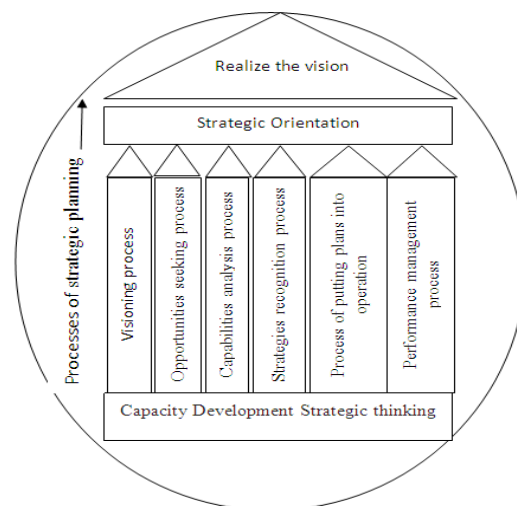 Realize the vision
Strategic Orientation
Processes of strategic planning
Visioning process
Opportunities seeking process
Capabilities analysis process
Strategies recognition process
Process of putting plans into
operation
Performance management
process
Capacity Development Strategic thinking